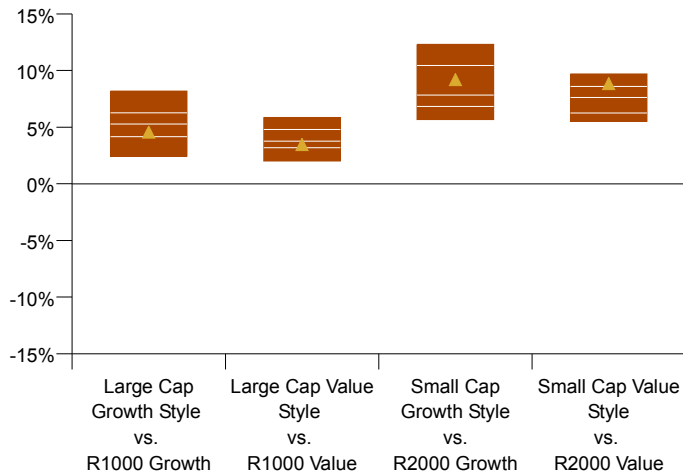 15%
10%
5%
0%
-5%
-10%
-15%
Large Cap
Growth Style
vs.
R1000 Growth
Large Cap Value
Style
vs.
R1000 Value
Small Cap
Growth Style
vs.
R2000 Growth
Small Cap Value
Style
vs.
R2000 Value